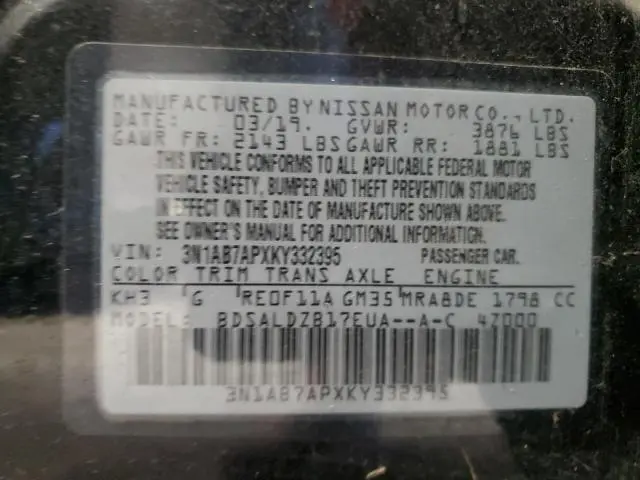 MANUFACTURED BY NISSAN MOTOR CO., LTD.
DATE: 03/19. GVWR: 3876 LBS
GAWR FR: 2143 LBS GAWR RR: 1881 LBS
THIS VEHICLE CONFORMS TO ALL APPLICABLE FEDERAL MOTOR
VEHICLE SAFETY, BUMPER AND THEFT PREVENTION STANDARDS
IN EFFECT ON THE DATE OF MANUFACTURE SHOWN ABOVE.
SEE OWNER'S MANUAL FOR ADDITIONAL INFORMATION.
VIN: 3N1AB7APXKY332395 PASSENGER CAR.
COLOR TRIM TRANS AXLE ENGINE
KH3 G RE0F11A GM35 MRA8DE 1798 CC
MODEL: BDSALDZB17EUA--A-C 4Z000
3N1AB7APXKY332395